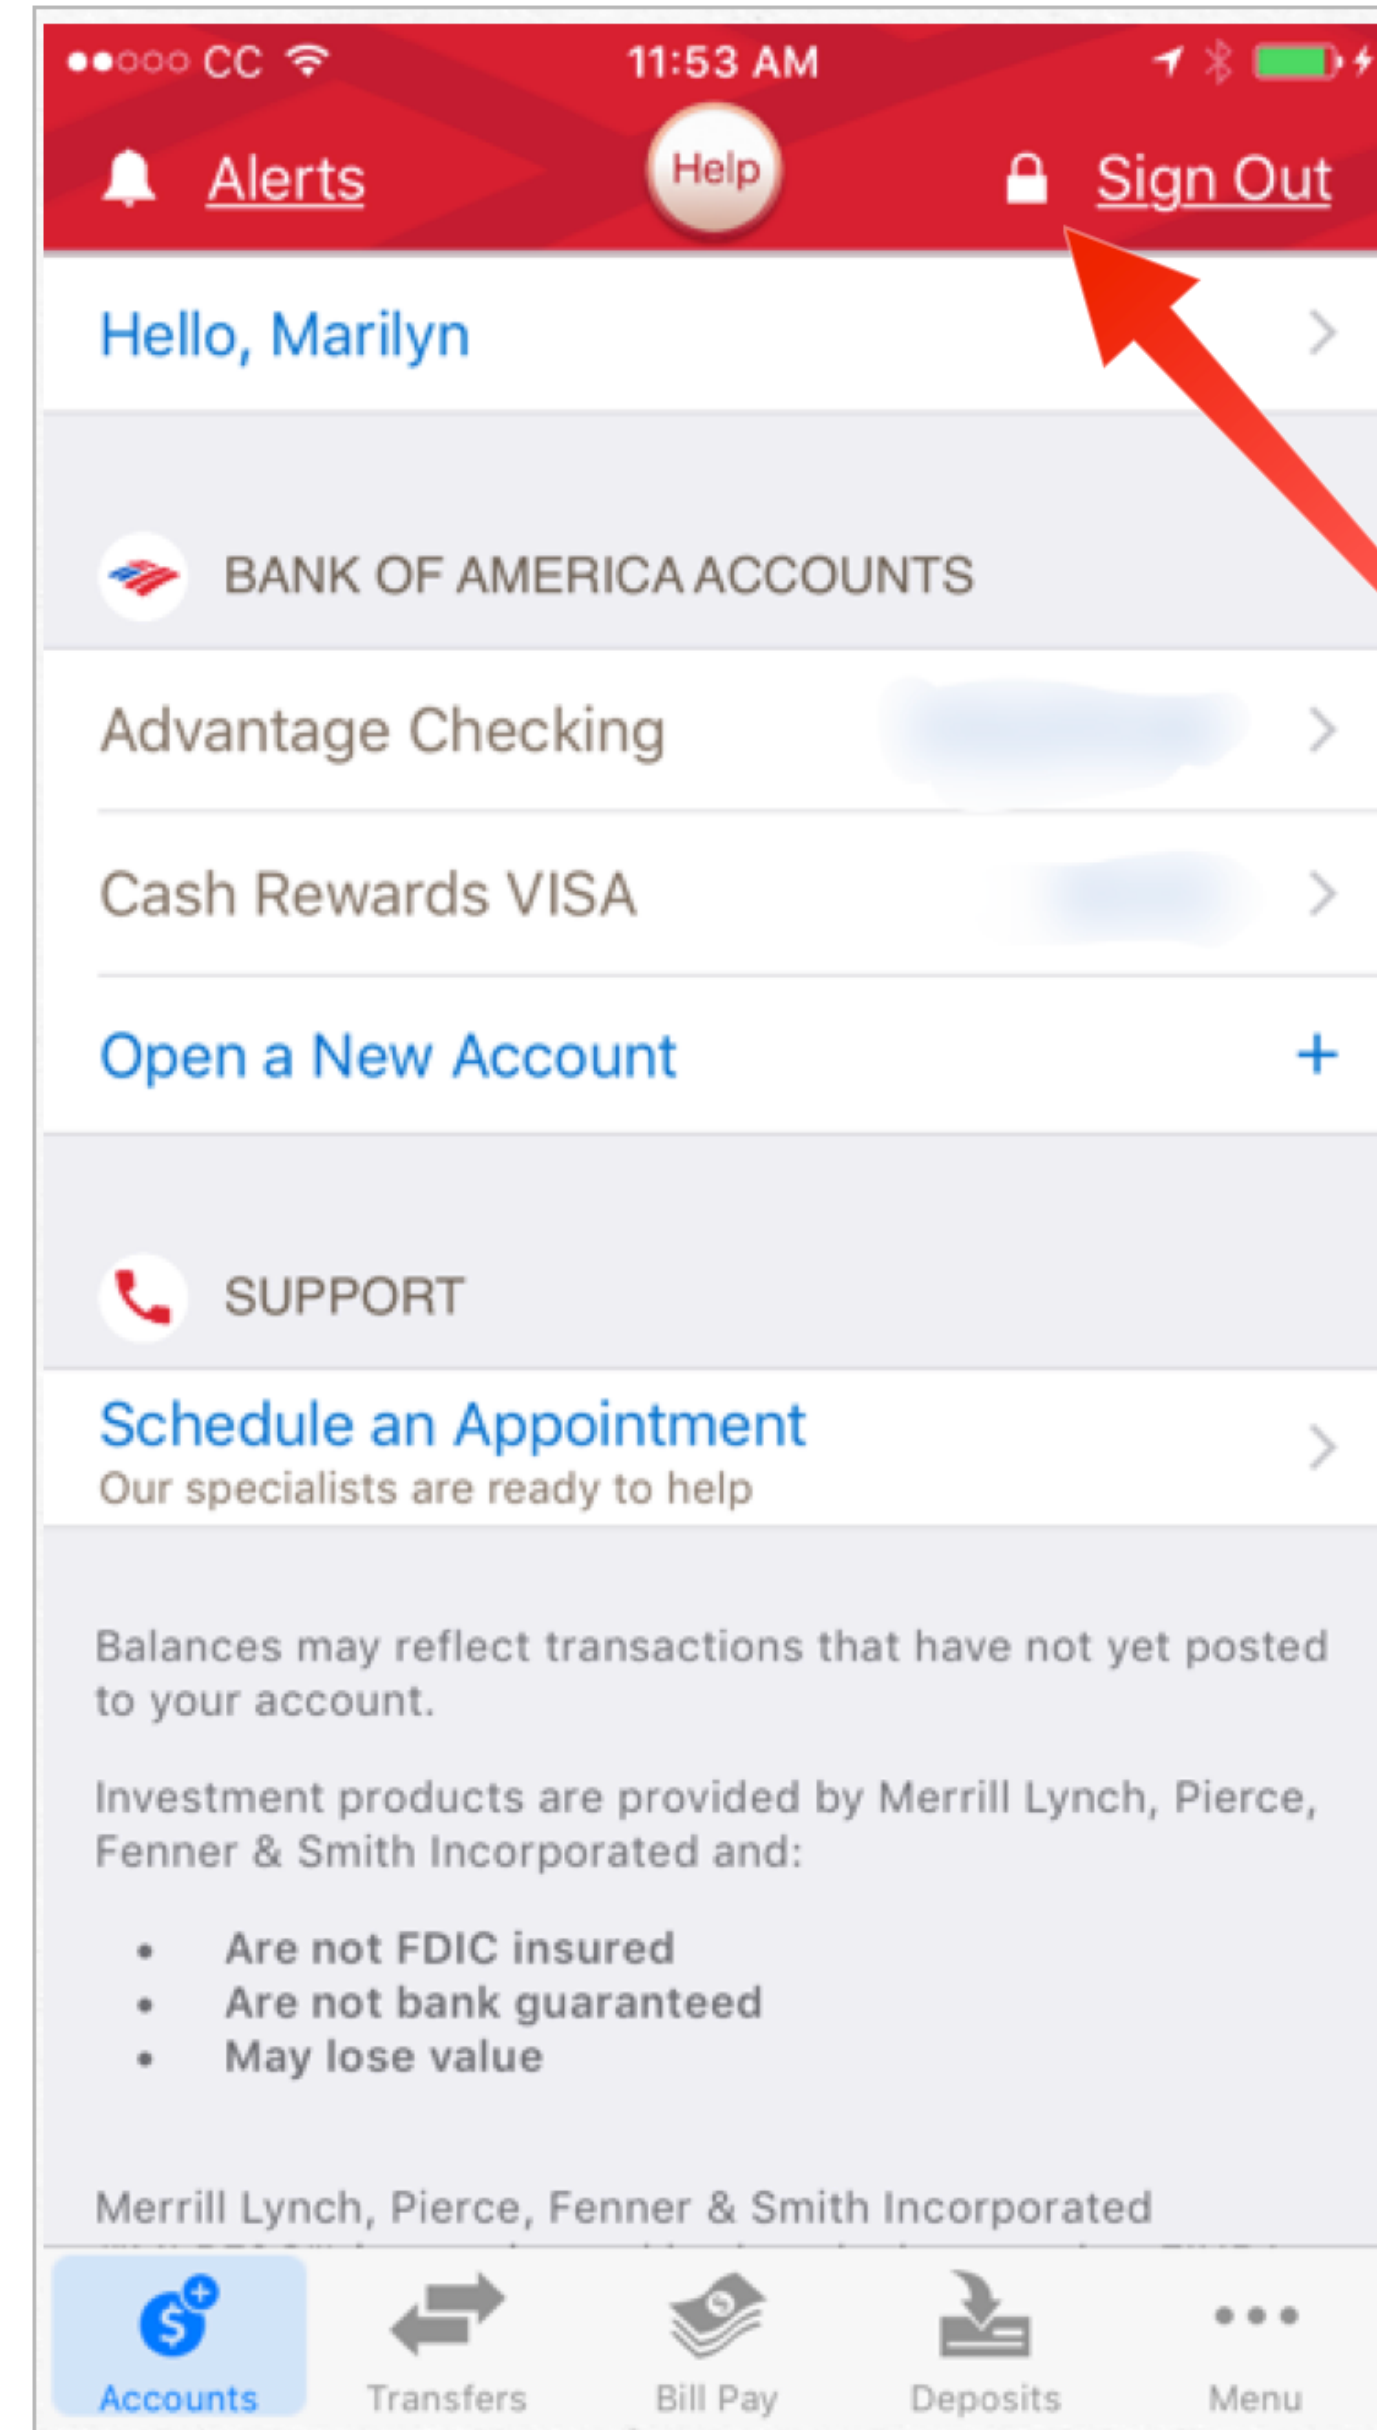 CC 11:53 AM
Alerts Help Sign Out
Hello, Marilyn
BANK OF AMERICA ACCOUNTS
Advantage Checking
Cash Rewards VISA
Open a New Account +
SUPPORT
Schedule an Appointment
Our specialists are ready to help
Balances may reflect transactions that have not yet posted
to your account.
Investment products are provided by Merrill Lynch, Pierce,
Fenner & Smith Incorporated and:
• Are not FDIC insured
• Are not bank guaranteed
• May lose value
Merrill Lynch, Pierce, Fenner & Smith Incorporated
Accounts Transfers Bill Pay Deposits Menu